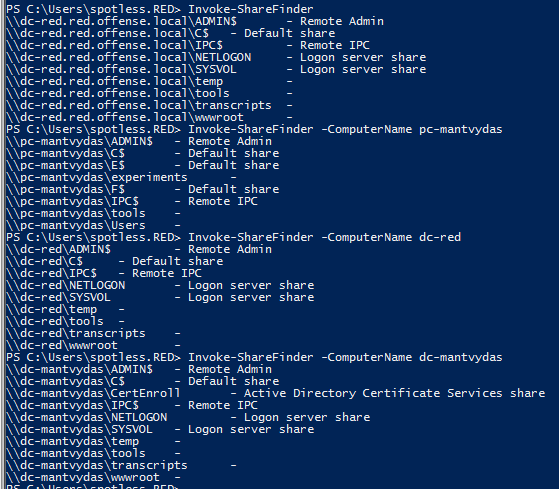 PS C:\Users\spotless.RED> Invoke-ShareFinder
\\dc-red.red.offense.local\ADMIN$ - Remote Admin
\\dc-red.red.offense.local\C$ - Default share
\\dc-red.red.offense.local\IPC$ - Remote IPC
\\dc-red.red.offense.local\NETLOGON - Logon server share
\\dc-red.red.offense.local\SYSVOL - Logon server share
\\dc-red.red.offense.local\temp -
\\dc-red.red.offense.local\tools -
\\dc-red.red.offense.local\transcripts -
\\dc-red.red.offense.local\wwwroot -
PS C:\Users\spotless.RED> Invoke-ShareFinder -ComputerName pc-mantvydas
\\pc-mantvydas\ADMIN$ - Remote Admin
\\pc-mantvydas\C$ - Default share
\\pc-mantvydas\E$ - Default share
\\pc-mantvydas\experiments -
\\pc-mantvydas\F$ - Default share
\\pc-mantvydas\IPC$ - Remote IPC
\\pc-mantvydas\tools -
\\pc-mantvydas\Users -
PS C:\Users\spotless.RED> Invoke-ShareFinder -ComputerName dc-red
\\dc-red\ADMIN$ - Remote Admin
\\dc-red\C$ - Default share
\\dc-red\IPC$ - Remote IPC
\\dc-red\NETLOGON - Logon server share
\\dc-red\SYSVOL - Logon server share
\\dc-red\temp -
\\dc-red\tools -
\\dc-red\transcripts -
\\dc-red\wwwroot -
PS C:\Users\spotless.RED> Invoke-ShareFinder -ComputerName dc-mantvydas
\\dc-mantvydas\ADMIN$ - Remote Admin
\\dc-mantvydas\C$ - Default share
\\dc-mantvydas\CertEnroll - Active Directory Certificate Services share
\\dc-mantvydas\IPC$ - Remote IPC
\\dc-mantvydas\NETLOGON - Logon server share
\\dc-mantvydas\SYSVOL - Logon server share
\\dc-mantvydas\temp -
\\dc-mantvydas\tools -
\\dc-mantvydas\transcripts -
\\dc-mantvydas\wwwroot -